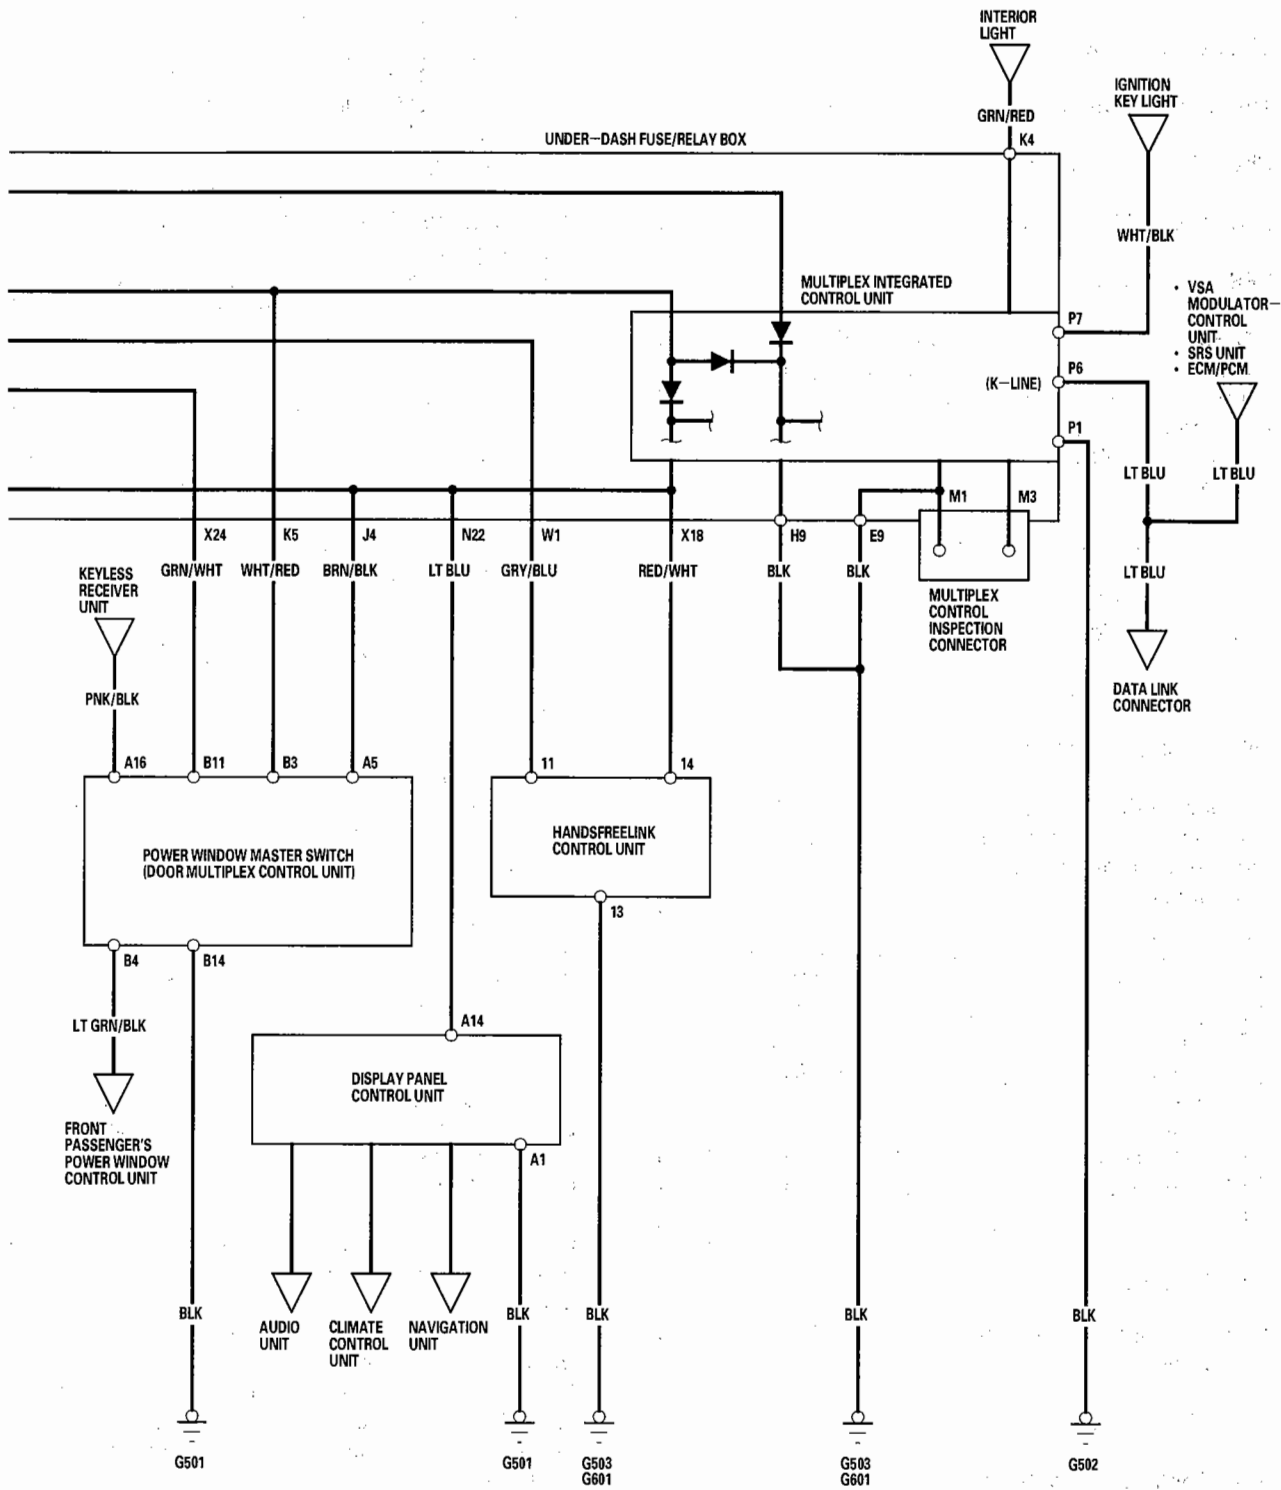 INTERIOR
LIGHT
GRN/RED
K4
IGNITION
KEY LIGHT
WHT/BLK
UNDER-DASH FUSE/RELAY BOX
MULTIPLEX INTEGRATED
CONTROL UNIT
P7
P6
(K-LINE)
P1
• VSA
MODULATOR-
CONTROL
UNIT
• SRS UNIT
• ECM/PCM
LT BLU
LT BLU
M1
M3
X24
K5
J4
N22
W1
X18
H9
E9
KEYLESS
RECEIVER
UNIT
GRN/WHT
WHT/RED
BRN/BLK
LT BLU
GRY/BLU
RED/WHT
BLK
BLK
LT BLU
MULTIPLEX
CONTROL
INSPECTION
CONNECTOR
DATA LINK
CONNECTOR
PNK/BLK
A16
B11
B3
A5
11
14
POWER WINDOW MASTER SWITCH
(DOOR MULTIPLEX CONTROL UNIT)
HANDSFREELINK
CONTROL UNIT
13
B4
B14
LT GRN/BLK
A14
DISPLAY PANEL
CONTROL UNIT
FRONT
PASSENGER'S
POWER WINDOW
CONTROL UNIT
A1
BLK
AUDIO
UNIT
CLIMATE
CONTROL
UNIT
NAVIGATION
UNIT
BLK
BLK
BLK
BLK
G501
G501
G503
G601
G503
G601
G502